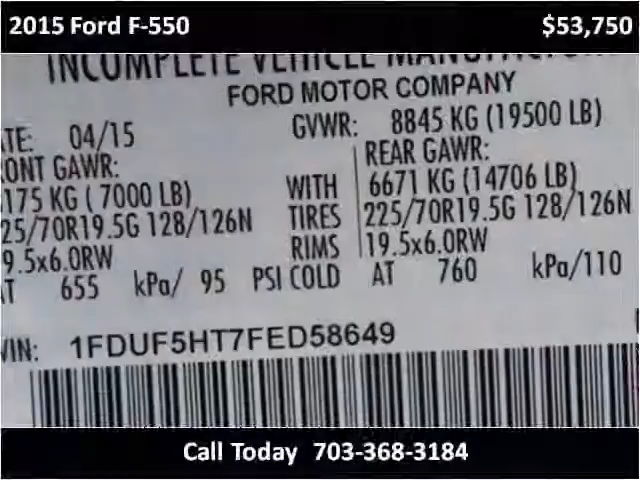 2015 Ford F-550 $53,750
INCOMPLETE VEHICLE
FORD MOTOR COMPANY
ATE: 04/15 GVWR: 8845 KG (19500 LB)
ONT GAWR: REAR GAWR:
175 KG ( 7000 LB) WITH 6671 KG (14706 LB)
25/70R19.5G 128/126N TIRES 225/70R19.5G 128/126N
9.5x6.0RW RIMS 19.5x6.0RW
AT 655 kPa/ 95 PSI COLD AT 760 kPa/110
VIN: 1FDUF5HT7FED58649
Call Today 703-368-3184